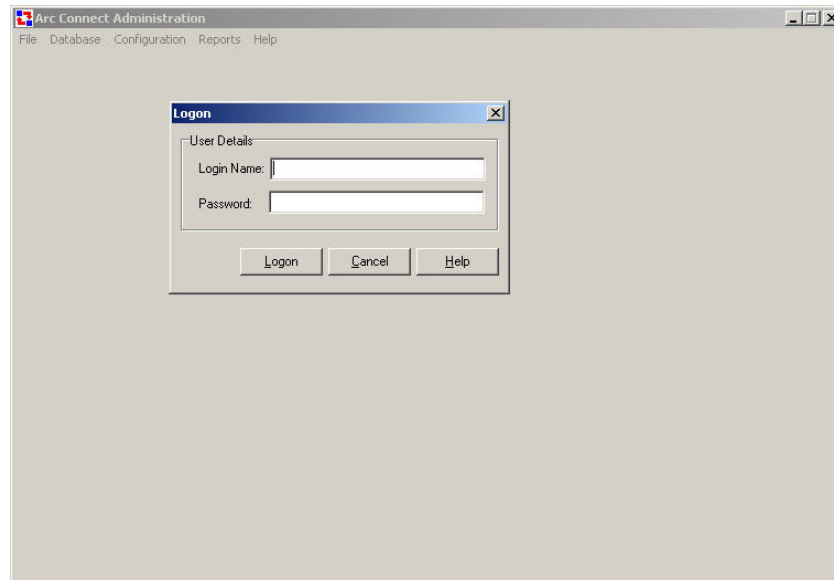 Arc Connect Administration
File Database Configuration Reports Help
Logon
User Details
Login Name:
Password:
Logon Cancel Help